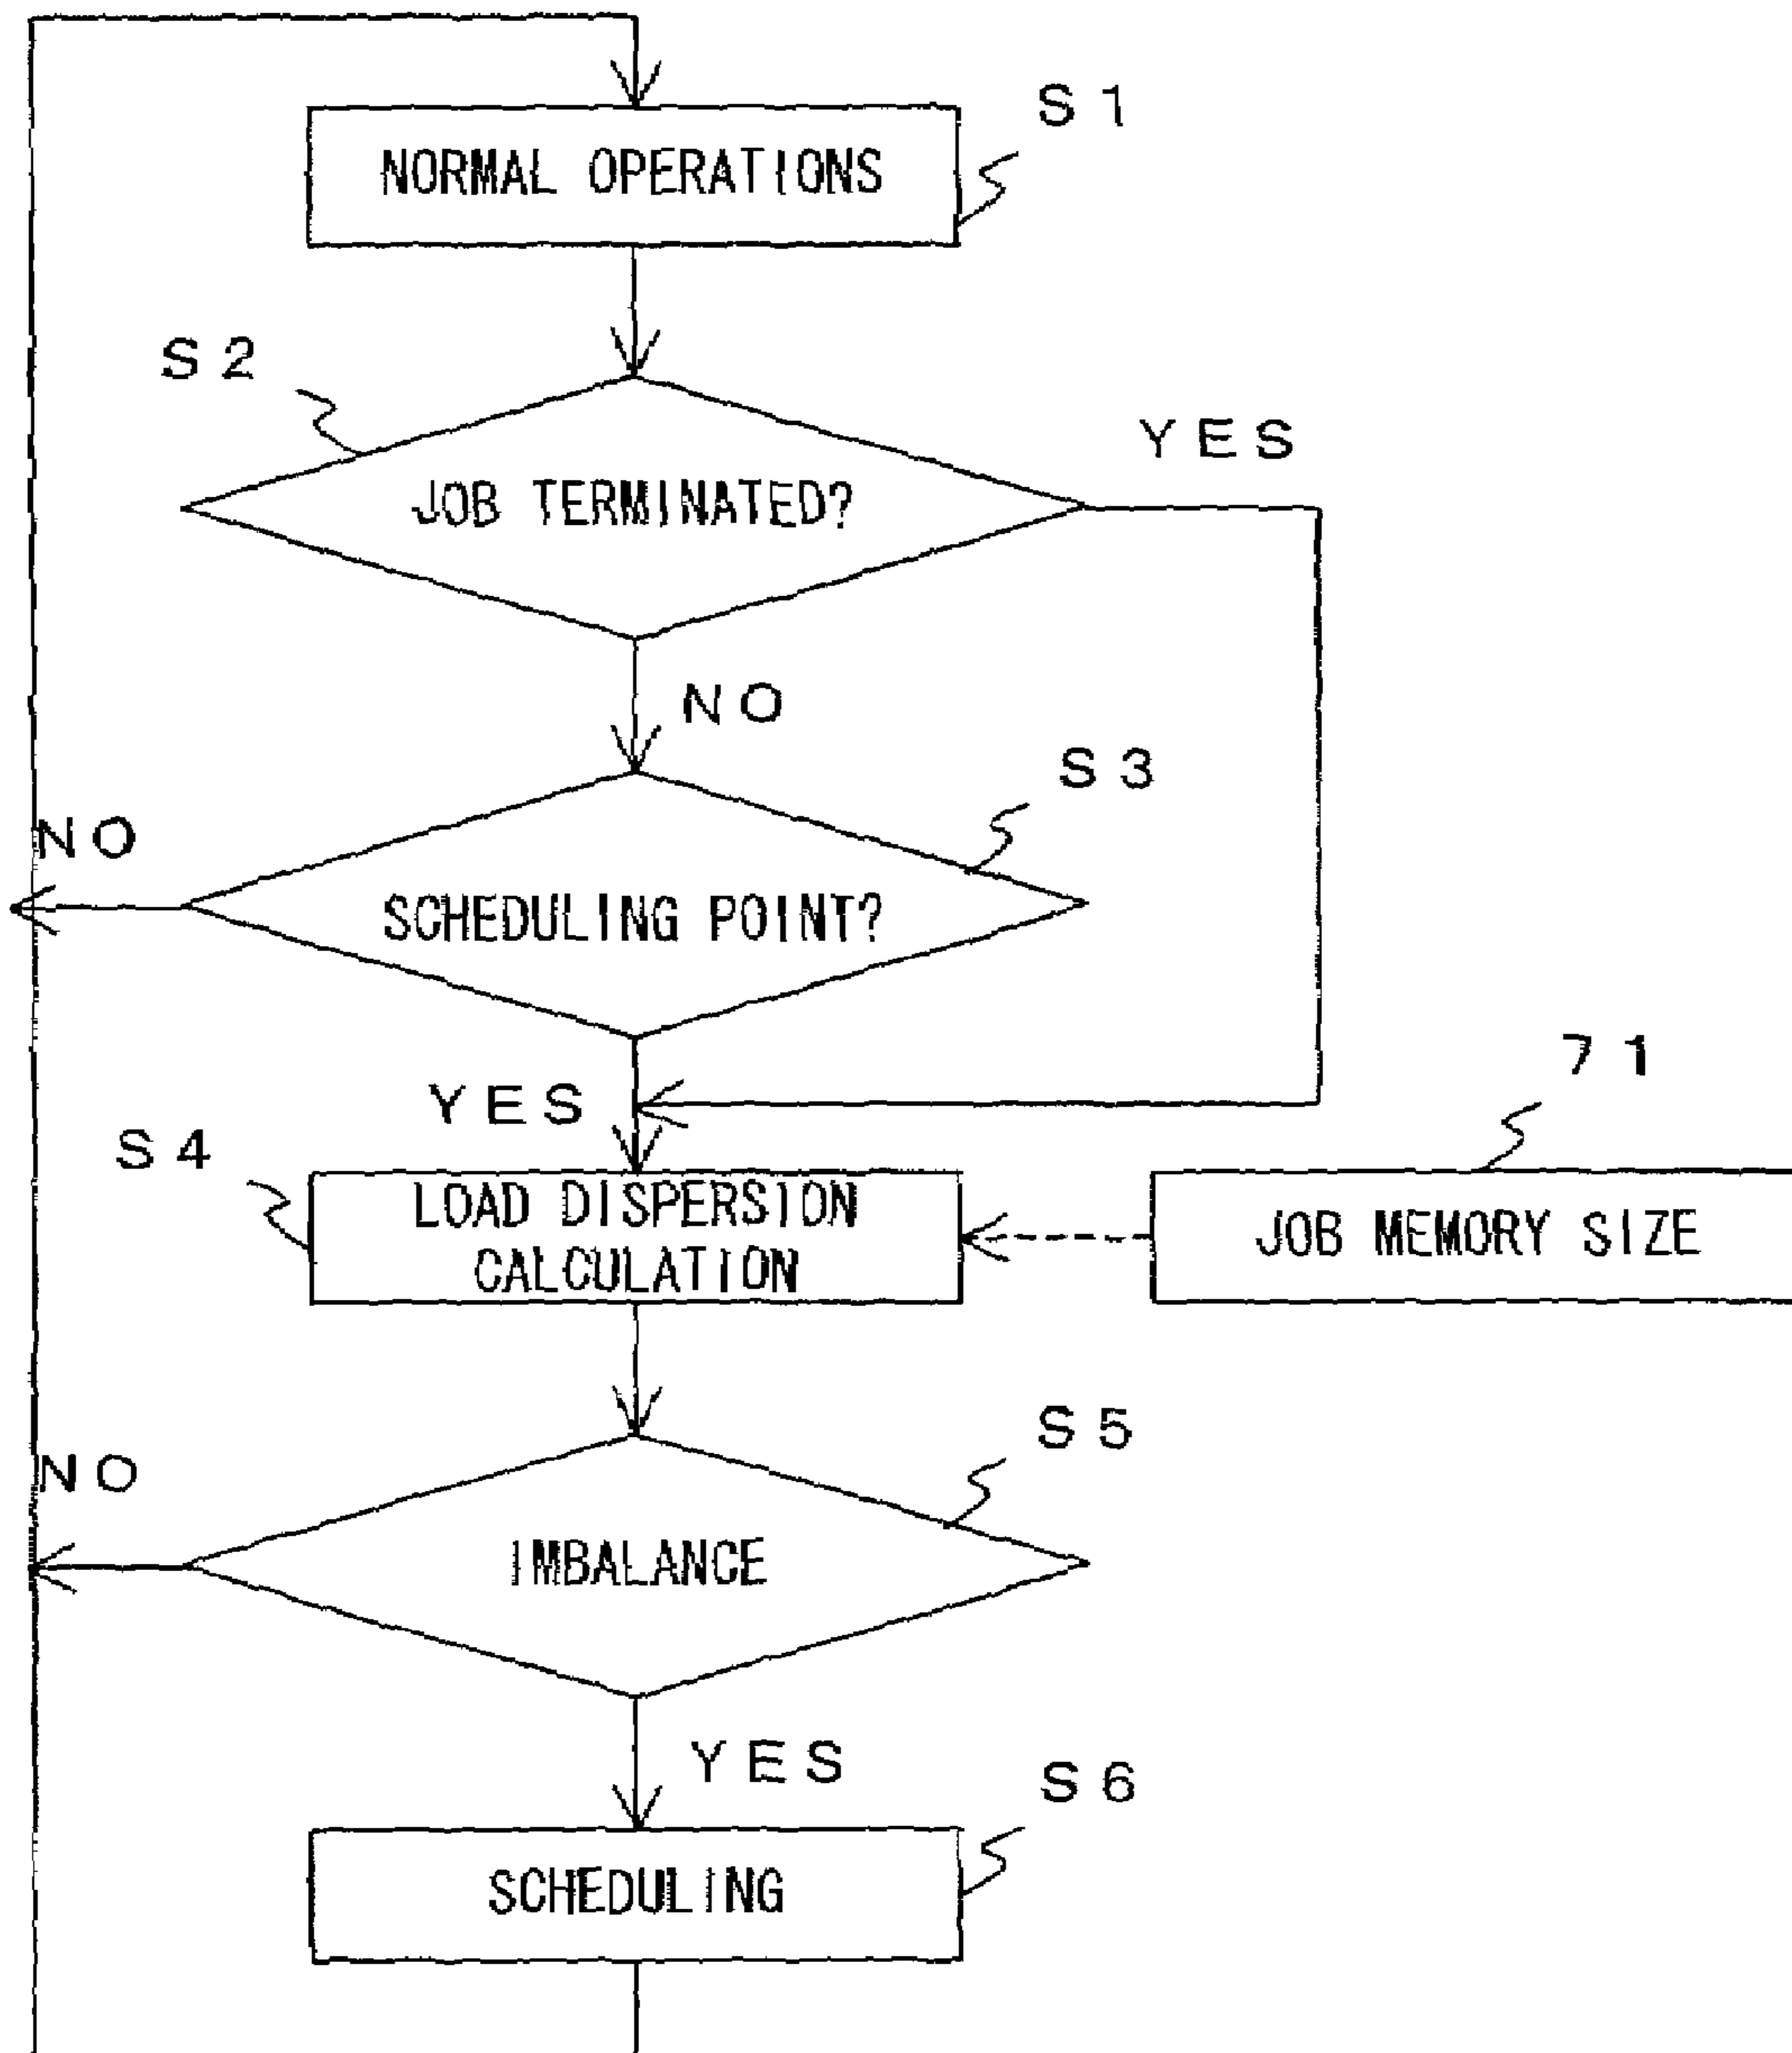 S1
NORMAL OPERATIONS
S2
YES
JOB TERMINATED?
NO
S3
NO
SCHEDULING POINT?
71
YES
S4
LOAD DISPERSION
CALCULATION
JOB MEMORY SIZE
S5
NO
IMBALANCE
YES
S6
SCHEDULING